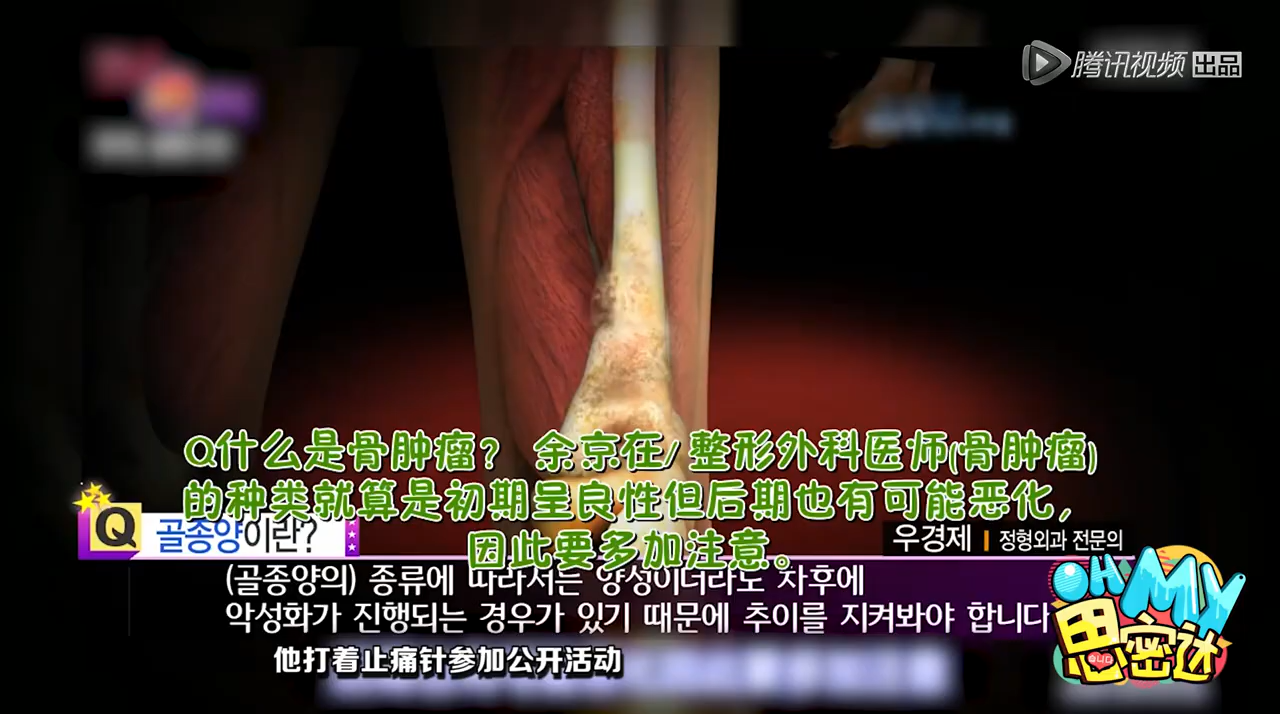 腾讯视频 出品
Q什么是骨肿瘤? 余京在/整形外科医师(骨肿瘤)
的种类就算是初期呈良性但后期也有可能恶化,
因此要多加注意。
Q 골종양이란?
우경제 정형외과 전문의
(골종양의) 종류에 따라서는 양성이더라도 차후에
악성화가 진행되는 경우가 있기 때문에 추이를 지켜봐야 합니다
OH MY
思密达
他打着止痛针参加公开活动